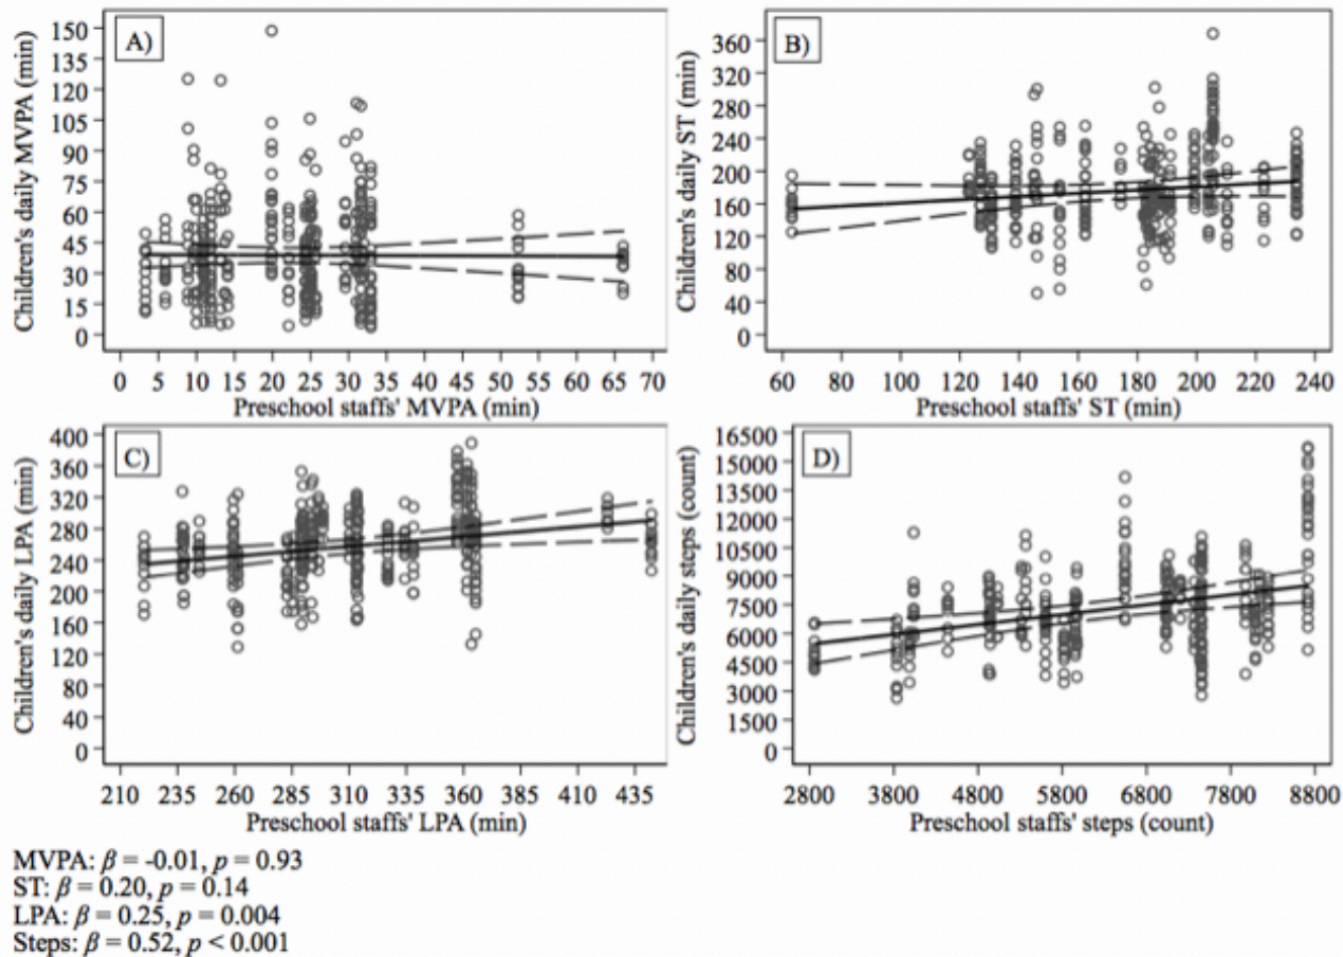 A)
Children's daily MVPA (min)
150
135
120
105
90
75
60
45
30
15
0
0 5 10 15 20 25 30 35 40 45 50 55 60 65 70
Preschool staffs' MVPA (min)
B)
Children's daily ST (min)
360
320
280
240
200
160
120
80
40
0
60 80 100 120 140 160 180 200 220 240
Preschool staffs' ST (min)
C)
Children's daily LPA (min)
400
360
320
280
240
200
160
120
80
40
0
210 235 260 285 310 335 360 385 410 435
Preschool staffs' LPA (min)
D)
Children's daily steps (count)
16500
15000
13500
12000
10500
9000
7500
6000
4500
3000
1500
0
2800 3800 4800 5800 6800 7800 8800
Preschool staffs' steps (count)
MVPA: β = -0.01, p = 0.93
ST: β = 0.20, p = 0.14
LPA: β = 0.25, p = 0.004
Steps: β = 0.52, p < 0.001